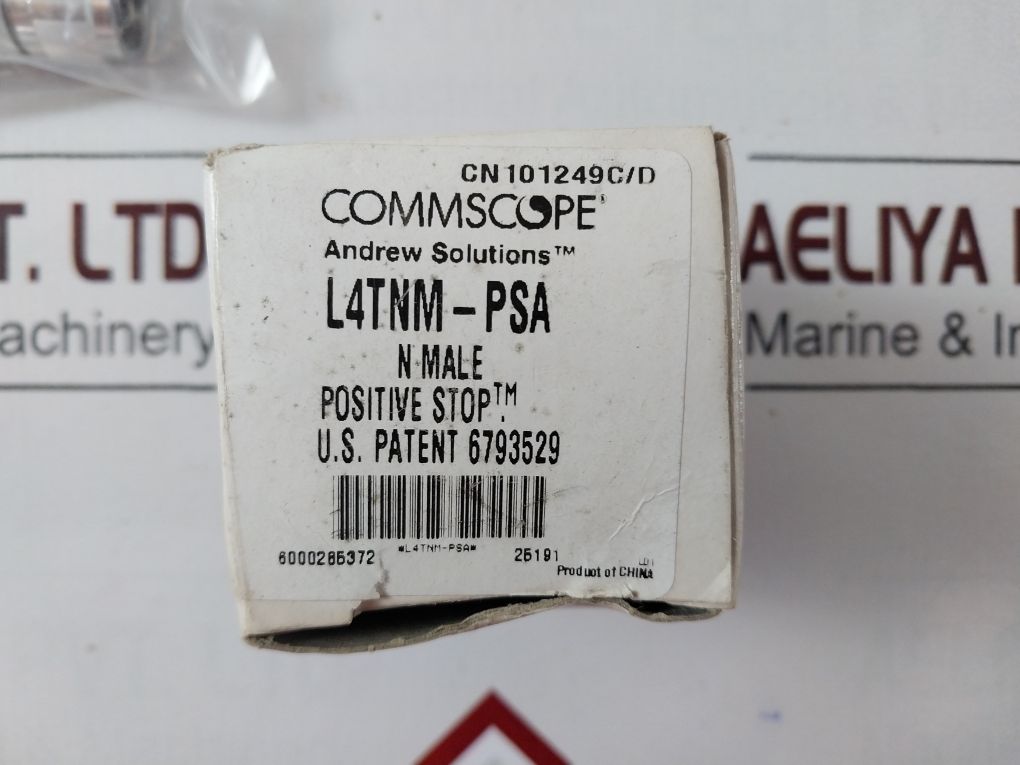 CN101249C/D
COMMSCOPE®
Andrew Solutions™
L4TNM-PSA
N MALE
POSITIVE STOP™.
U.S. PATENT 6793529
*L4TNM-PSA*
6000285372 25191
Product of CHINA
T. LTD
achinery
AELIYA
Marine & In